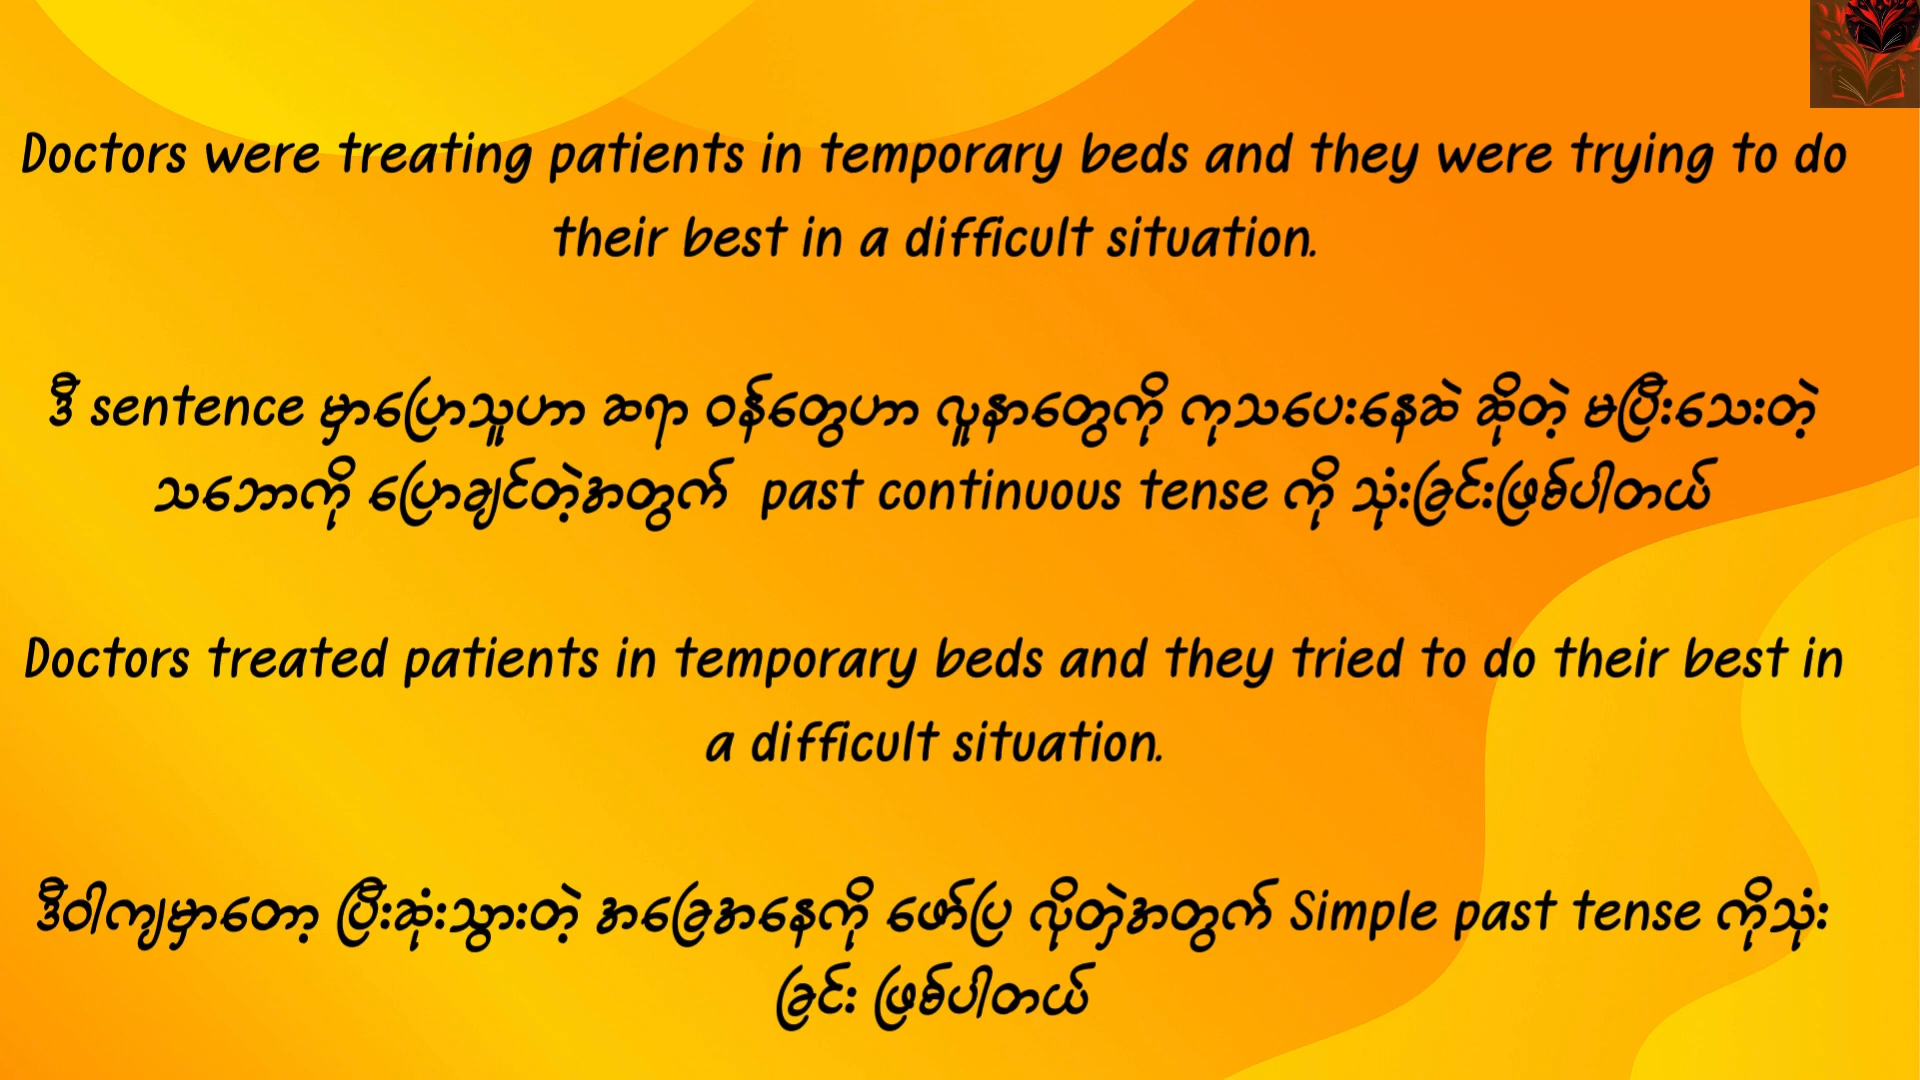 Doctors were treating patients in temporary beds and they were trying to do
their best in a difficult situation.
ဒီ sentence မှာပြောသူဟာ ဆရာ ဝန်တွေဟာ လူနာတွေကို ကုသပေးနေဆဲ ဆိုတဲ့ မပြီးသေးတဲ့
သဘောကို ပြောချင်တဲ့အတွက် past continuous tense ကို သုံးခြင်းဖြစ်ပါတယ်
Doctors treated patients in temporary beds and they tried to do their best in
a difficult situation.
ဒီဝါကျမှာတော့ ပြီးဆုံးသွားတဲ့ အခြေအနေကို ဖော်ပြ လိုတဲှအတွက် Simple past tense ကိုသုံး
ခြင်း ဖြစ်ပါတယ်